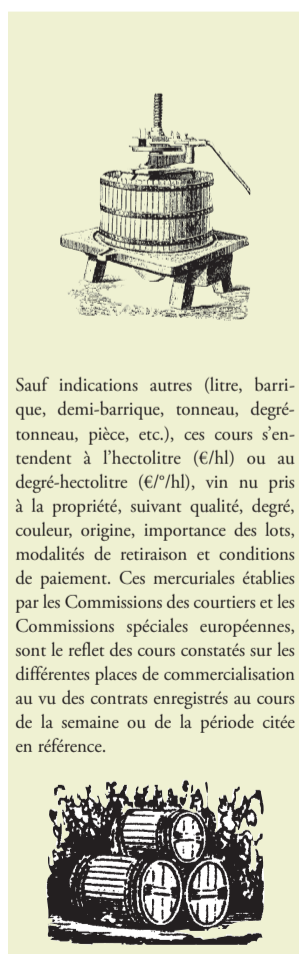 Sauf indications autres (litre, barri-
que, demi-barrique, tonneau, degré-
tonneau, pièce, etc.), ces cours s’en-
tendent à l’hectolitre (€/hl) ou au
degré-hectolitre (€/°/hl), vin nu pris
à la propriété, suivant qualité, degré,
couleur, origine, importance des lots,
modalités de retiraison et conditions
de paiement. Ces mercuriales établies
par les Commissions des courtiers et les
Commissions spéciales européennes,
sont le reflet des cours constatés sur les
différentes places de commercialisation
au vu des contrats enregistrés au cours
de la semaine ou de la période citée
en référence.